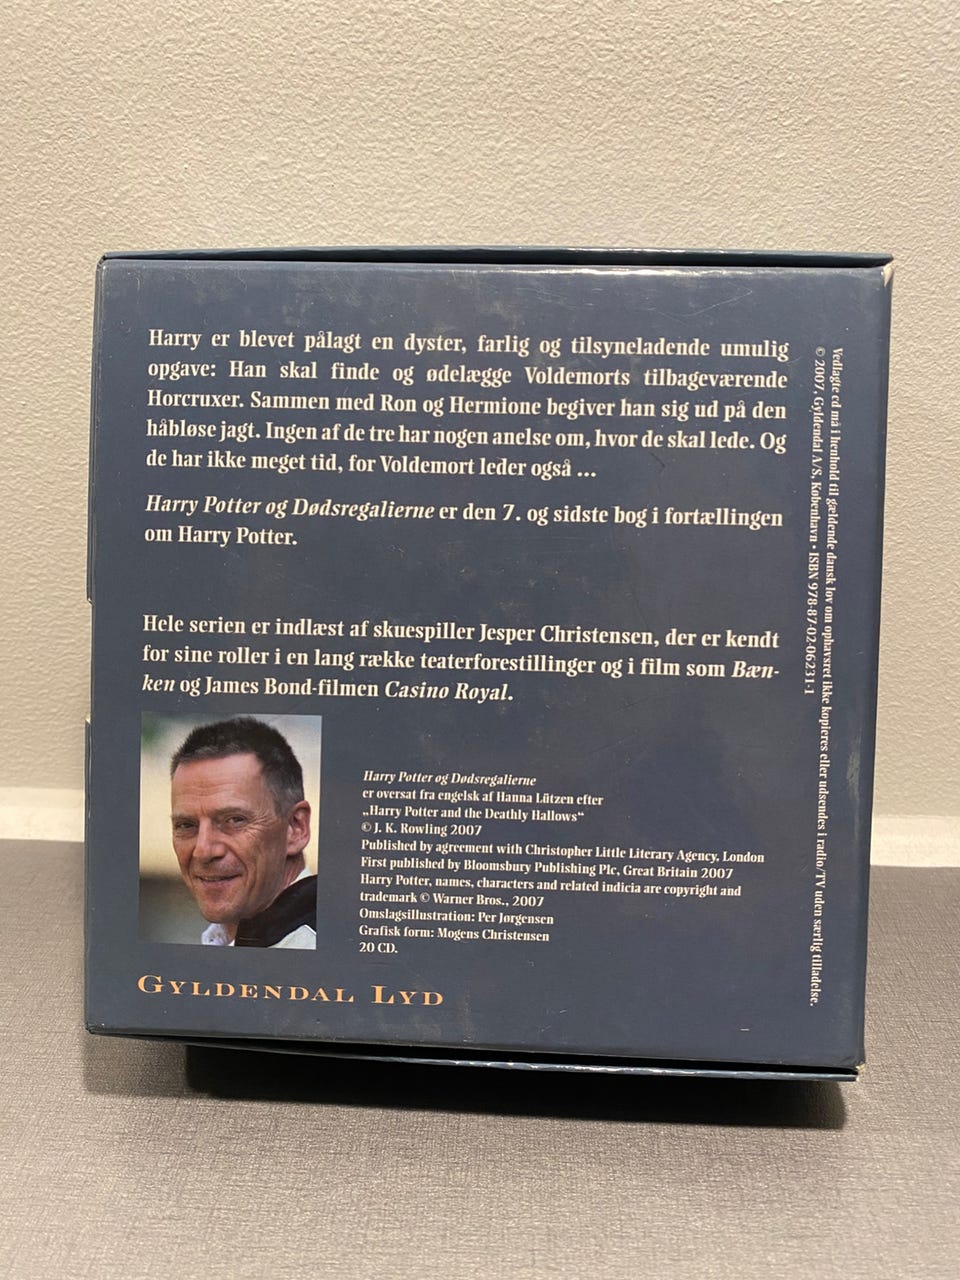 Harry er blevet pålagt en dyster, farlig og tilsyneladende umulig
opgave: Han skal finde og ødelægge Voldemorts tilbageværende
Horcruxer. Sammen med Ron og Hermione begiver han sig ud på den
håbløse jagt. Ingen af de tre har nogen anelse om, hvor de skal lede. Og
de har ikke meget tid, for Voldemort leder også ...
Harry Potter og Dødsregalierne er den 7. og sidste bog i fortællingen
om Harry Potter.
Hele serien er indlæst af skuespiller Jesper Christensen, der er kendt
for sine roller i en lang række teaterforestillinger og i film som Bæn-
ken og James Bond-filmen Casino Royal.
Harry Potter og Dødsregalierne
er oversat fra engelsk af Hanna Lützen efter
„Harry Potter and the Deathly Hallows“
© J. K. Rowling 2007
Published by agreement with Christopher Little Literary Agency, London
First published by Bloomsbury Publishing Plc, Great Britain 2007
Harry Potter, names, characters and related indicia are copyright and
trademark © Warner Bros., 2007
Omslagsillustration: Per Jørgensen
Grafisk form: Mogens Christensen
20 CD.
GYLDENDAL LYD
Vedlagte cd må i henhold til gældende dansk lov om ophavsret ikke kopieres eller udsendes i radio/TV uden særlig tilladelse.
© 2007, Gyldendal A/S, København • ISBN 978-87-02-06231-1